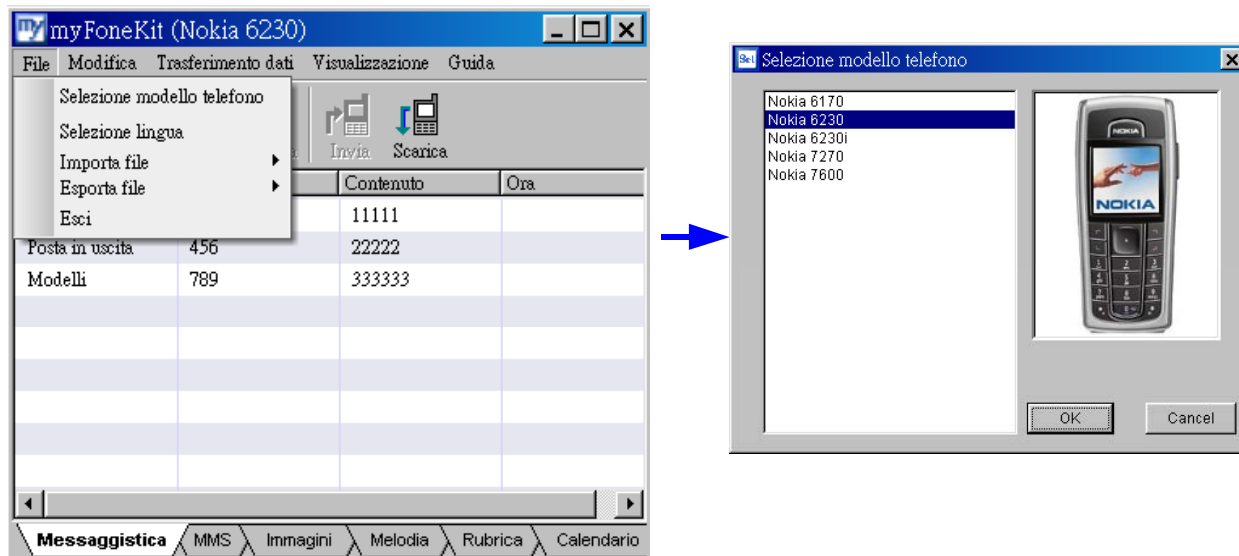 myFoneKit (Nokia 6230)
File Modifica Trasferimento dati Visualizzazione Guida
Selezione modello telefono
Selezione lingua
Importa file
Esporta file
Esci
Invia Scarica
Contenuto Ora
11111
Posta in uscita 456 22222
Modelli 789 333333
Messaggistica MMS Immagini Melodia Rubrica Calendario
Selezione modello telefono
Nokia 6170
Nokia 6230
Nokia 6230i
Nokia 7270
Nokia 7600
NOKIA
NOKIA
OK Cancel